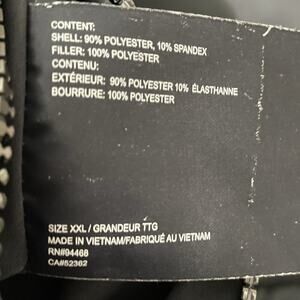 CONTENT:
SHELL: 90% POLYESTER, 10% SPANDEX
FILLER: 100% POLYESTER
CONTENU:
EXTÉRIEUR: 90% POLYESTER 10% ÉLASTHANNE
BOURRURE: 100% POLYESTER
SIZE XXL / GRANDEUR TTG
MADE IN VIETNAM/FABRIQUÉ AU VIETNAM
RN#94468
CA#52362